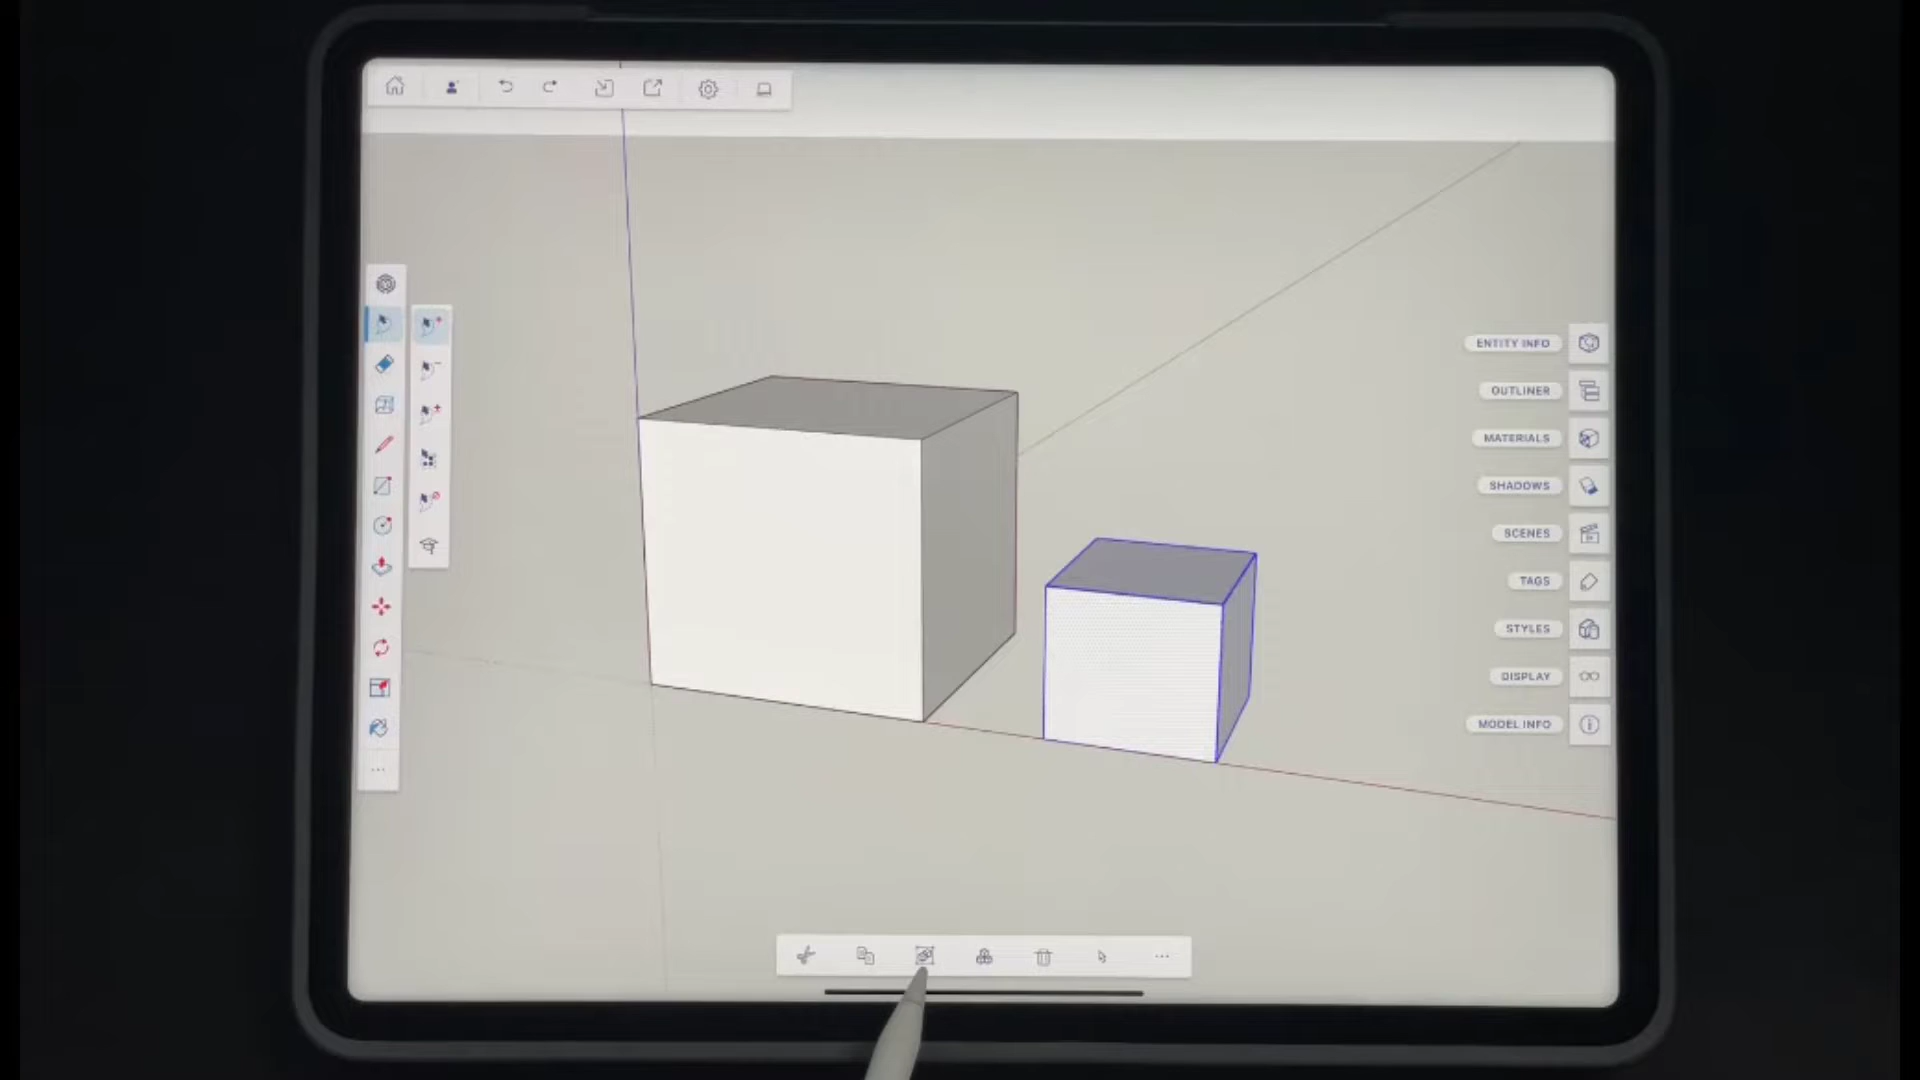 ENTITY INFO
OUTLINER
MATERIALS
SHADOWS
SCENES
TAGS
STYLES
DISPLAY
MODEL INFO